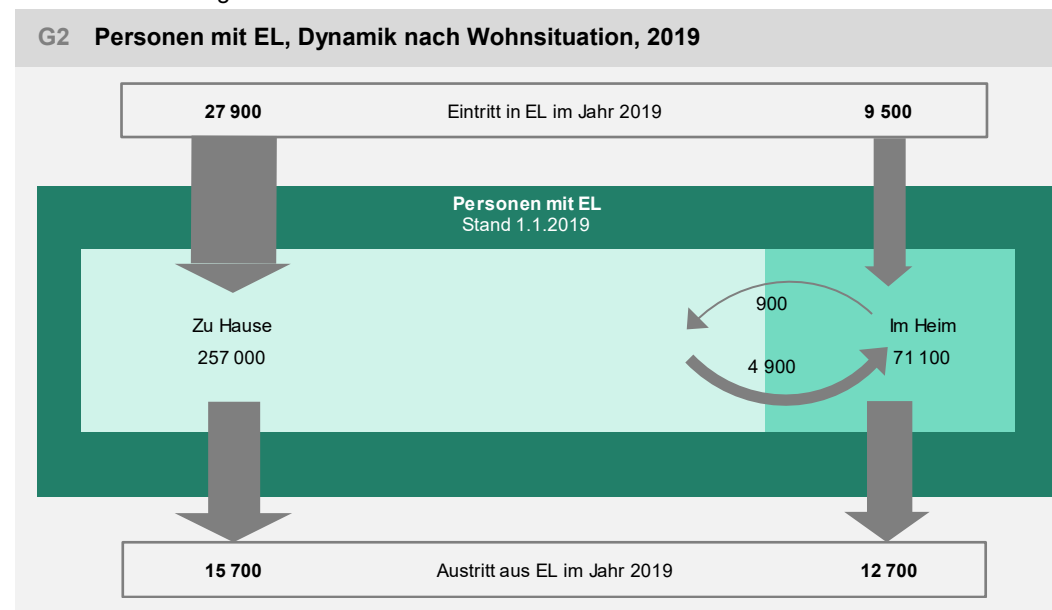 G2 Personen mit EL, Dynamik nach Wohnsituation, 2019
27 900 Eintritt in EL im Jahr 2019 9 500
Personen mit EL
Stand 1.1.2019
900
Zu Hause Im Heim
257 000 4 900 71 100
15 700 Austritt aus EL im Jahr 2019 12 700